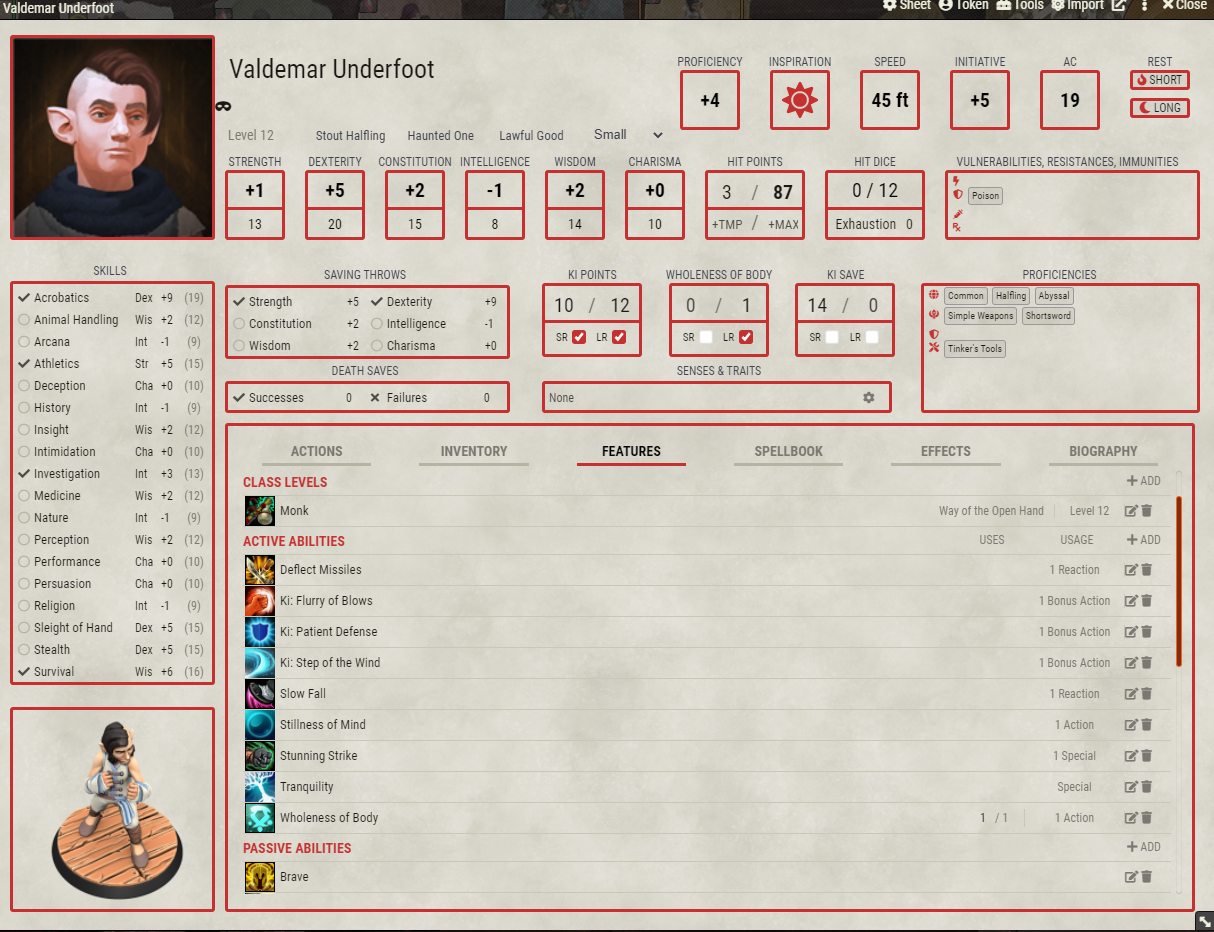 Valdemar Underfoot
Sheet Token Tools Import Close
Valdemar Underfoot
PROFICIENCY INSPIRATION SPEED INITIATIVE AC REST
+4 45 ft +5 19 SHORT
LONG
Level 12 Stout Halfling Haunted One Lawful Good Small
STRENGTH DEXTERITY CONSTITUTION INTELLIGENCE WISDOM CHARISMA HIT POINTS HIT DICE VULNERABILITIES, RESISTANCES, IMMUNITIES
+1 +5 +2 -1 +2 +0 3 / 87 0 / 12 Poison
13 20 15 8 14 10 +TMP / +MAX Exhaustion 0
SKILLS
Acrobatics Dex +9 (19)
Animal Handling Wis +2 (12)
Arcana Int -1 (9)
Athletics Str +5 (15)
Deception Cha +0 (10)
History Int -1 (9)
Insight Wis +2 (12)
Intimidation Cha +0 (10)
Investigation Int +3 (13)
Medicine Wis +2 (12)
Nature Int -1 (9)
Perception Wis +2 (12)
Performance Cha +0 (10)
Persuasion Cha +0 (10)
Religion Int -1 (9)
Sleight of Hand Dex +5 (15)
Stealth Dex +5 (15)
Survival Wis +6 (16)
SAVING THROWS
Strength +5 Dexterity +9
Constitution +2 Intelligence -1
Wisdom +2 Charisma +0
DEATH SAVES
Successes 0 Failures 0
KI POINTS WHOLENESS OF BODY KI SAVE
10 / 12 0 / 1 14 / 0
SR LR SR LR SR LR
SENSES & TRAITS
None
PROFICIENCIES
Common Halfling Abyssal
Simple Weapons Shortsword
Tinker's Tools
ACTIONS INVENTORY FEATURES SPELLBOOK EFFECTS BIOGRAPHY
CLASS LEVELS + ADD
Monk Way of the Open Hand Level 12
ACTIVE ABILITIES USES USAGE + ADD
Deflect Missiles 1 Reaction
Ki: Flurry of Blows 1 Bonus Action
Ki: Patient Defense 1 Bonus Action
Ki: Step of the Wind 1 Bonus Action
Slow Fall 1 Reaction
Stillness of Mind 1 Action
Stunning Strike 1 Special
Tranquility Special
Wholeness of Body 1 / 1 1 Action
PASSIVE ABILITIES + ADD
Brave